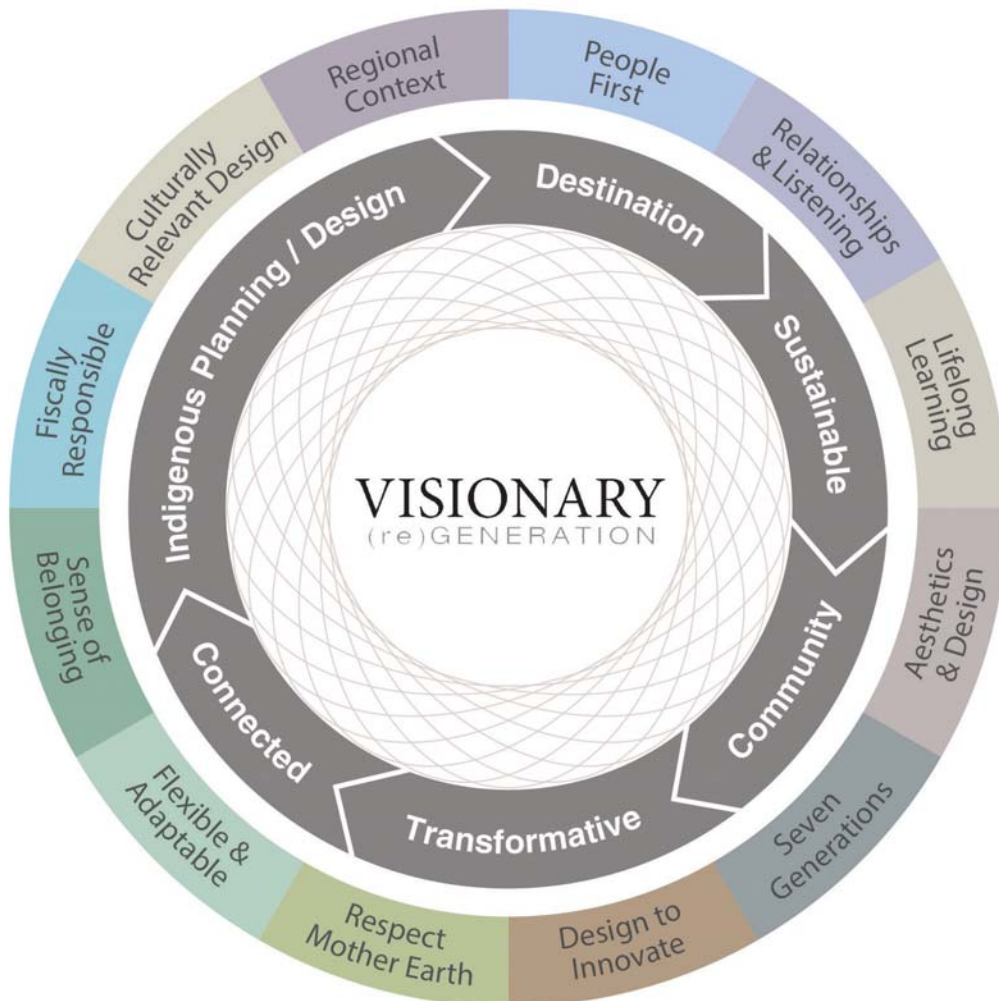 People
First
Relationships
& Listening
Lifelong
Learning
Aesthetics
& Design
Seven
Generations
Design to
Innovate
Respect
Mother Earth
Flexible &
Adaptable
Sense of
Belonging
Fiscally
Responsible
Culturally
Relevant Design
Regional
Context
Destination
Sustainable
Community
Transformative
Connected
Indigenous Planning / Design
VISIONARY
(re)GENERATION